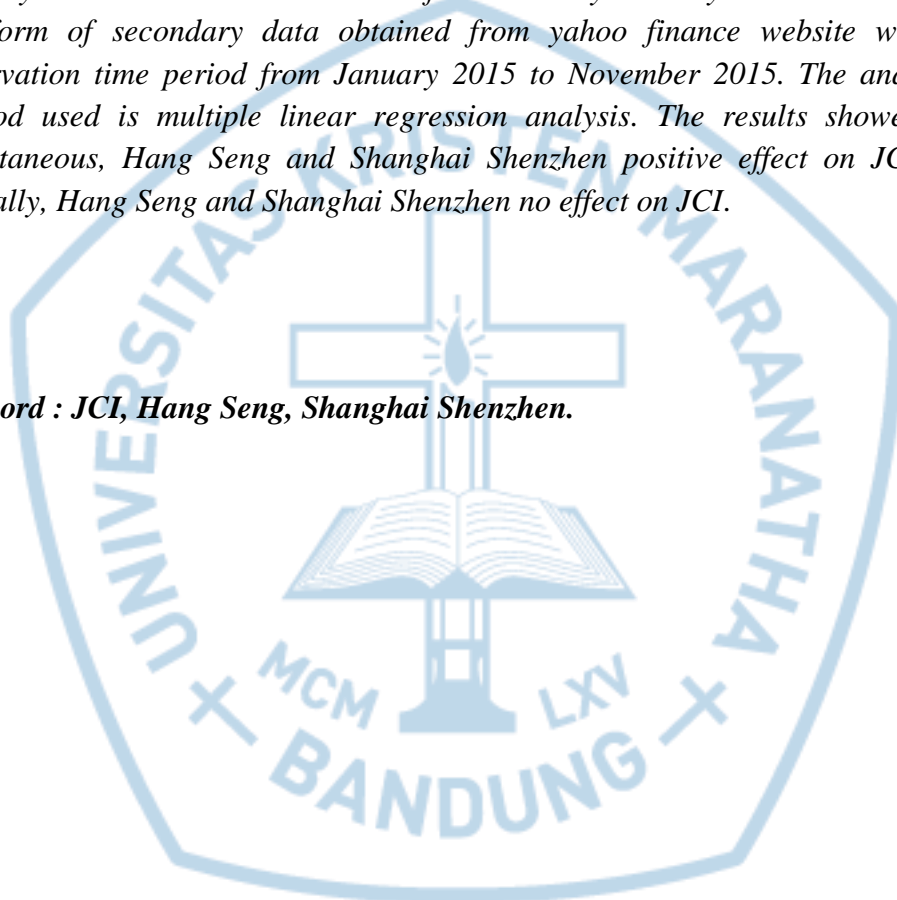 form of secondary data obtained from yahoo finance website
vation time period from January 2015 to November 2015. The
od used is multiple linear regression analysis. The results
taneous, Hang Seng and Shanghai Shenzhen positive effect on
ally, Hang Seng and Shanghai Shenzhen no effect on JCI.
ord : JCI, Hang Seng, Shanghai Shenzhen.
UNIVERSITAS KRISTEN MARANATHA
MCM LXV
BANDUNG